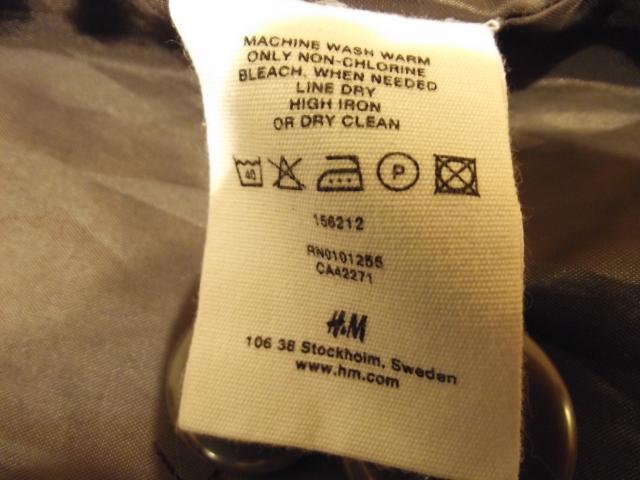 MACHINE WASH WARM
ONLY NON-CHLORINE
BLEACH, WHEN NEEDED
LINE DRY
HIGH IRON
OR DRY CLEAN
40 P
156212
RN0101255
CA42271
H&M
106 38 Stockholm, Sweden
www.hm.com